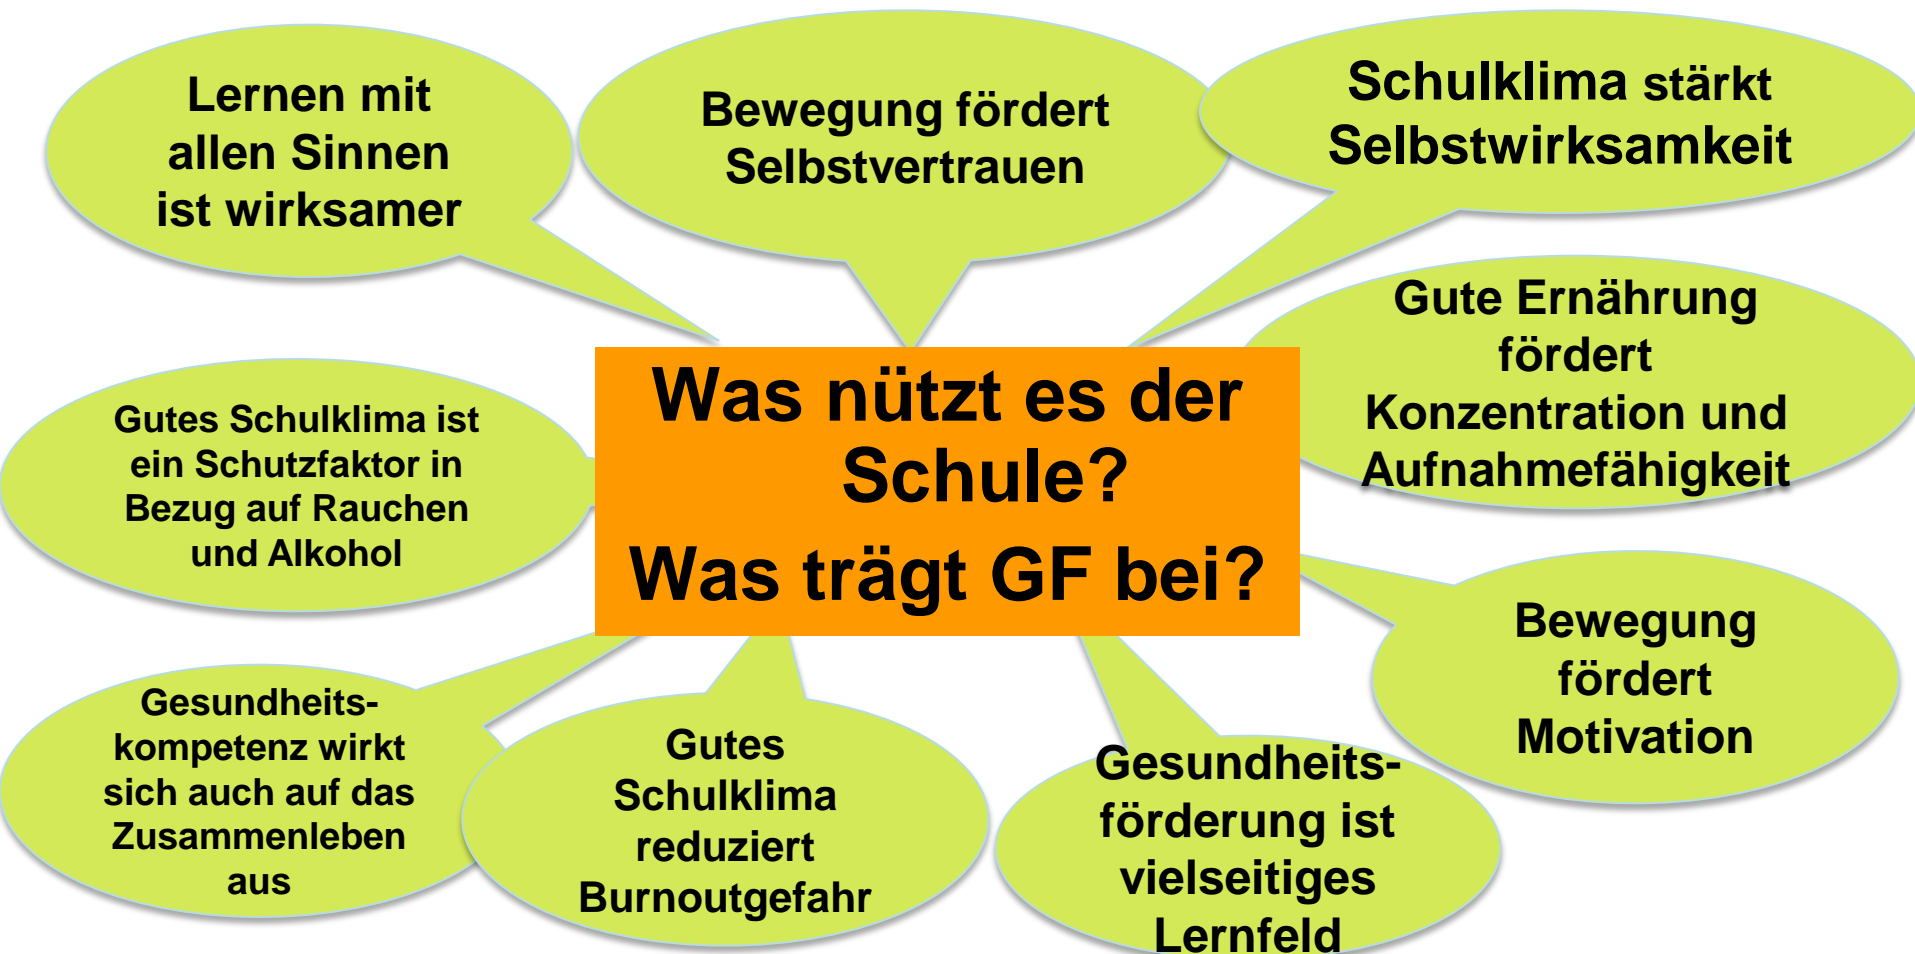 Lernen mit
allen Sinnen
ist wirksamer
Bewegung fördert
Selbstvertrauen
Schulklima stärkt
Selbstwirksamkeit
Gute Ernährung
fördert
Konzentration und
Aufnahmefähigkeit
Gutes Schulklima ist
ein Schutzfaktor in
Bezug auf Rauchen
und Alkohol
Was nützt es der
Schule?
Was trägt GF bei?
Bewegung
fördert
Motivation
Gesundheits-
kompetenz wirkt
sich auch auf das
Zusammenleben
aus
Gutes
Schulklima
reduziert
Burnoutgefahr
Gesundheits-
förderung ist
vielseitiges
Lernfeld